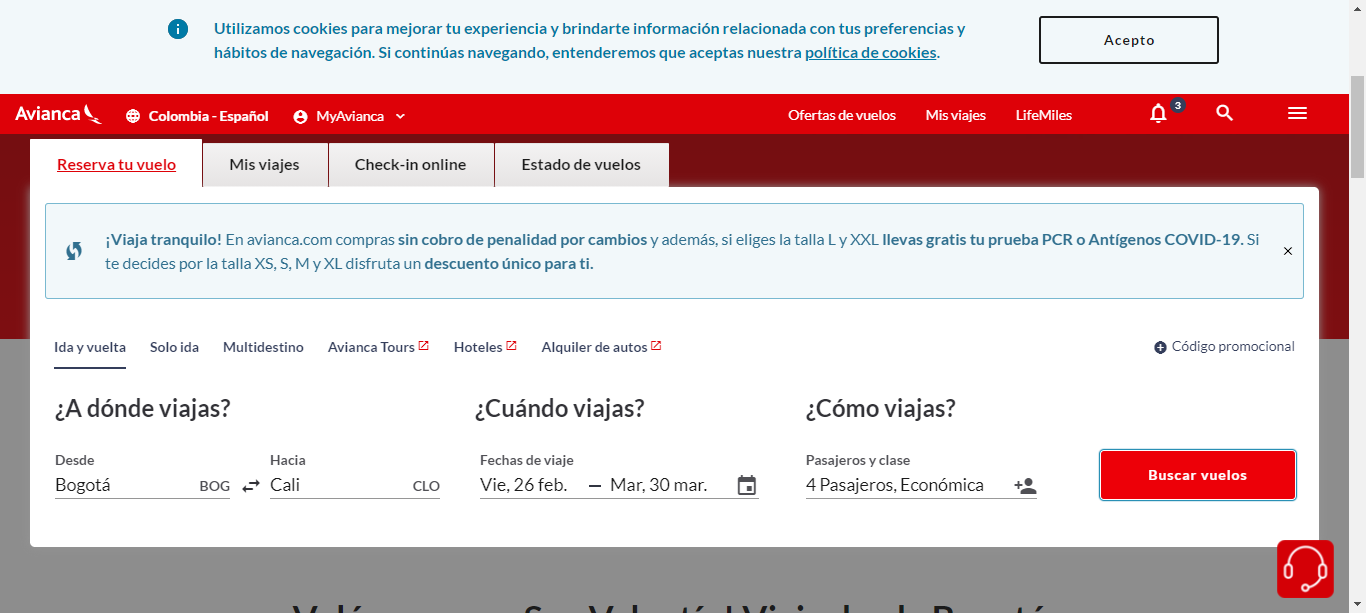 Utilizamos cookies para mejorar tu experiencia y brindarte información relacionada con tus preferencias y
hábitos de navegación. Si continúas navegando, entenderemos que aceptas nuestra política de cookies.
Acepto
Avianca
Colombia - Español
MyAvianca
Ofertas de vuelos
Mis viajes
LifeMiles
3
Reserva tu vuelo
Mis viajes
Check-in online
Estado de vuelos
¡Viaja tranquilo! En avianca.com compras sin cobro de penalidad por cambios y además, si eliges la talla L y XXL llevas gratis tu prueba PCR o Antígenos COVID-19. Si
te decides por la talla XS, S, M y XL disfruta un descuento único para ti.
Ida y vuelta
Solo ida
Multidestino
Avianca Tours
Hoteles
Alquiler de autos
Código promocional
¿A dónde viajas?
¿Cuándo viajas?
¿Cómo viajas?
Desde
Hacia
Fechas de viaje
Pasajeros y clase
Bogotá BOG
Cali CLO
Vie, 26 feb. — Mar, 30 mar.
4 Pasajeros, Económica
Buscar vuelos